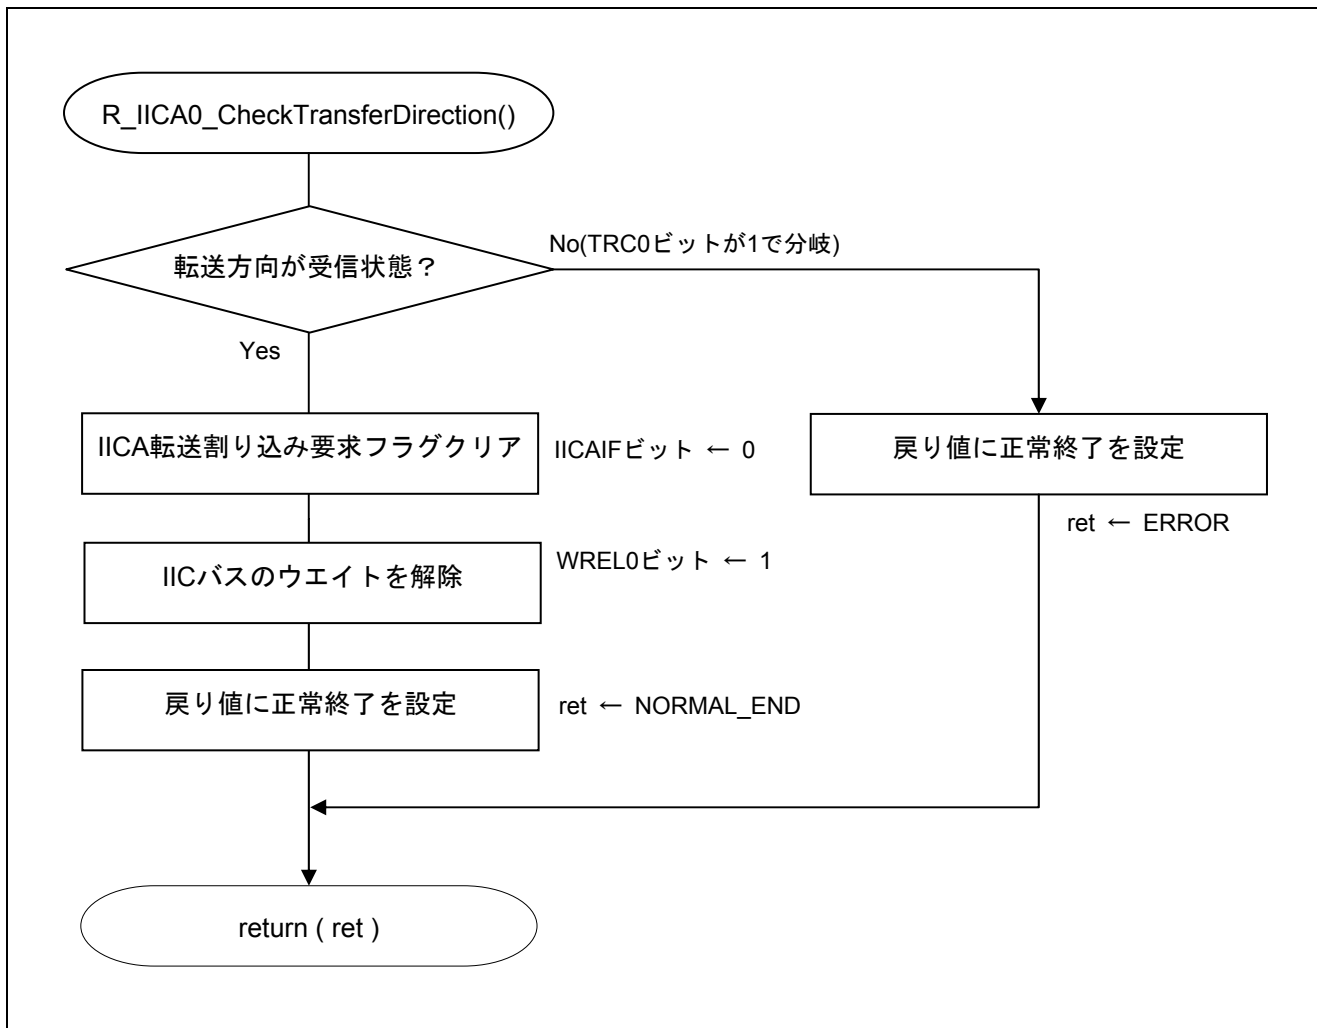 R_IICA0_CheckTransferDirection()
転送方向が受信状態？
No(TRC0ビットが1で分岐)
Yes
IICA転送割り込み要求フラグクリア
IICAIFビット ← 0
戻り値に正常終了を設定
ret ← ERROR
IICバスのウエイトを解除
WREL0ビット ← 1
戻り値に正常終了を設定
ret ← NORMAL_END
return ( ret )